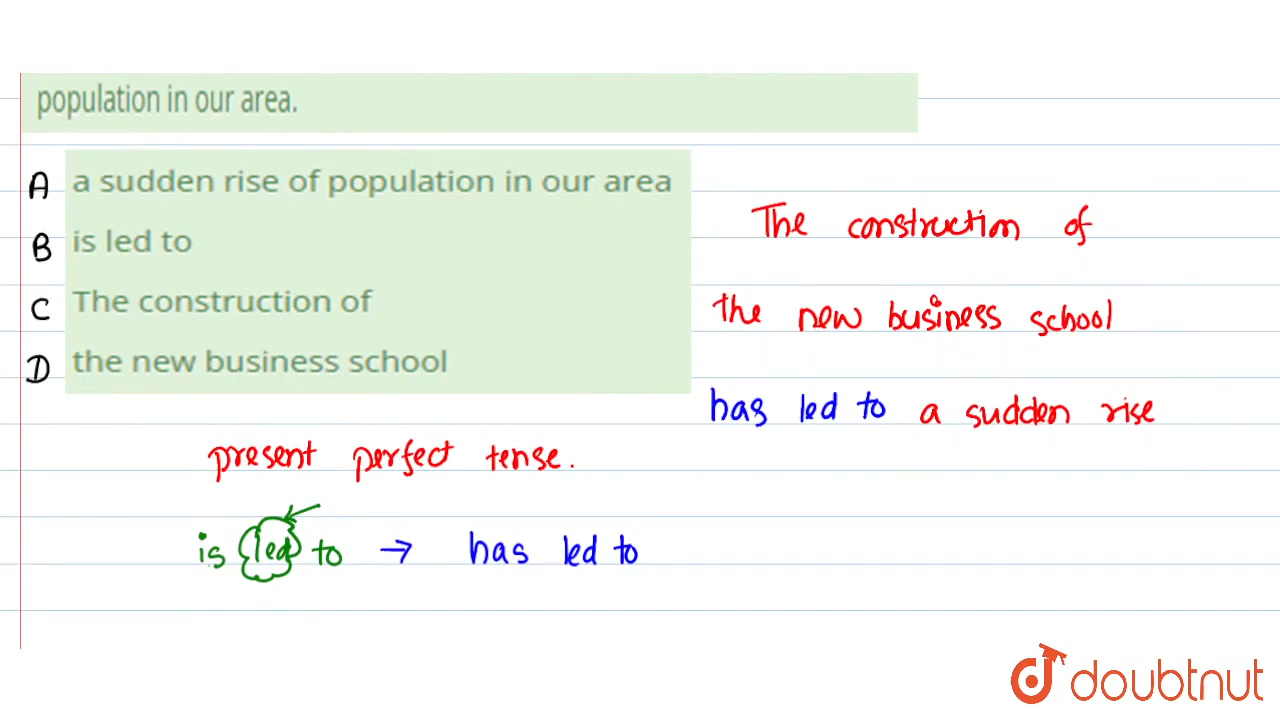 population in our area.
A a sudden rise of population in our area
B is led to
C The construction of
D the new business school
The construction of
the new business school
has led to a sudden rise
present perfect tense.
is led to → has led to
doubtnut